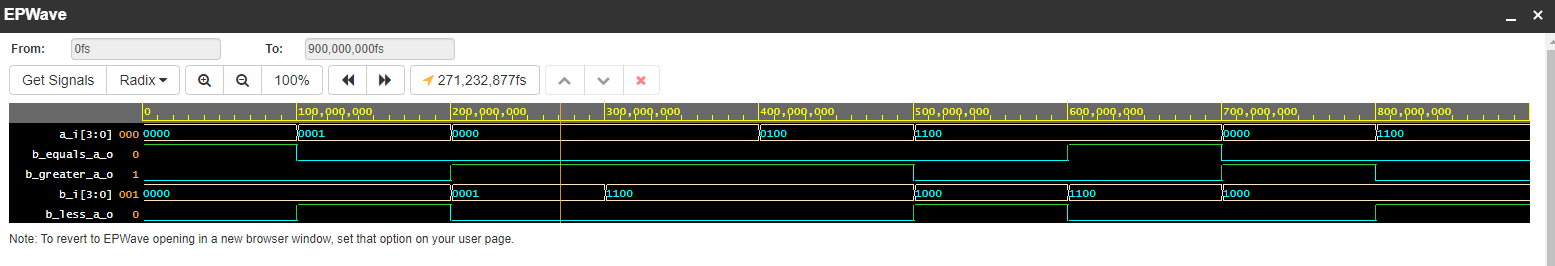 EPWave
From: 0fs To: 900,000,000fs
Get Signals Radix 100% 271,232,877fs
0 100,000,000 200,000,000 300,000,000 400,000,000 500,000,000 600,000,000 700,000,000 800,000,000
a_i[3:0] 000 0000 0001 0000 0100 1100 0000 1100
b_equals_a_o 0
b_greater_a_o 1
b_i[3:0] 001 0000 0001 1100 1000 1100 1000
b_less_a_o 0
Note: To revert to EPWave opening in a new browser window, set that option on your user page.